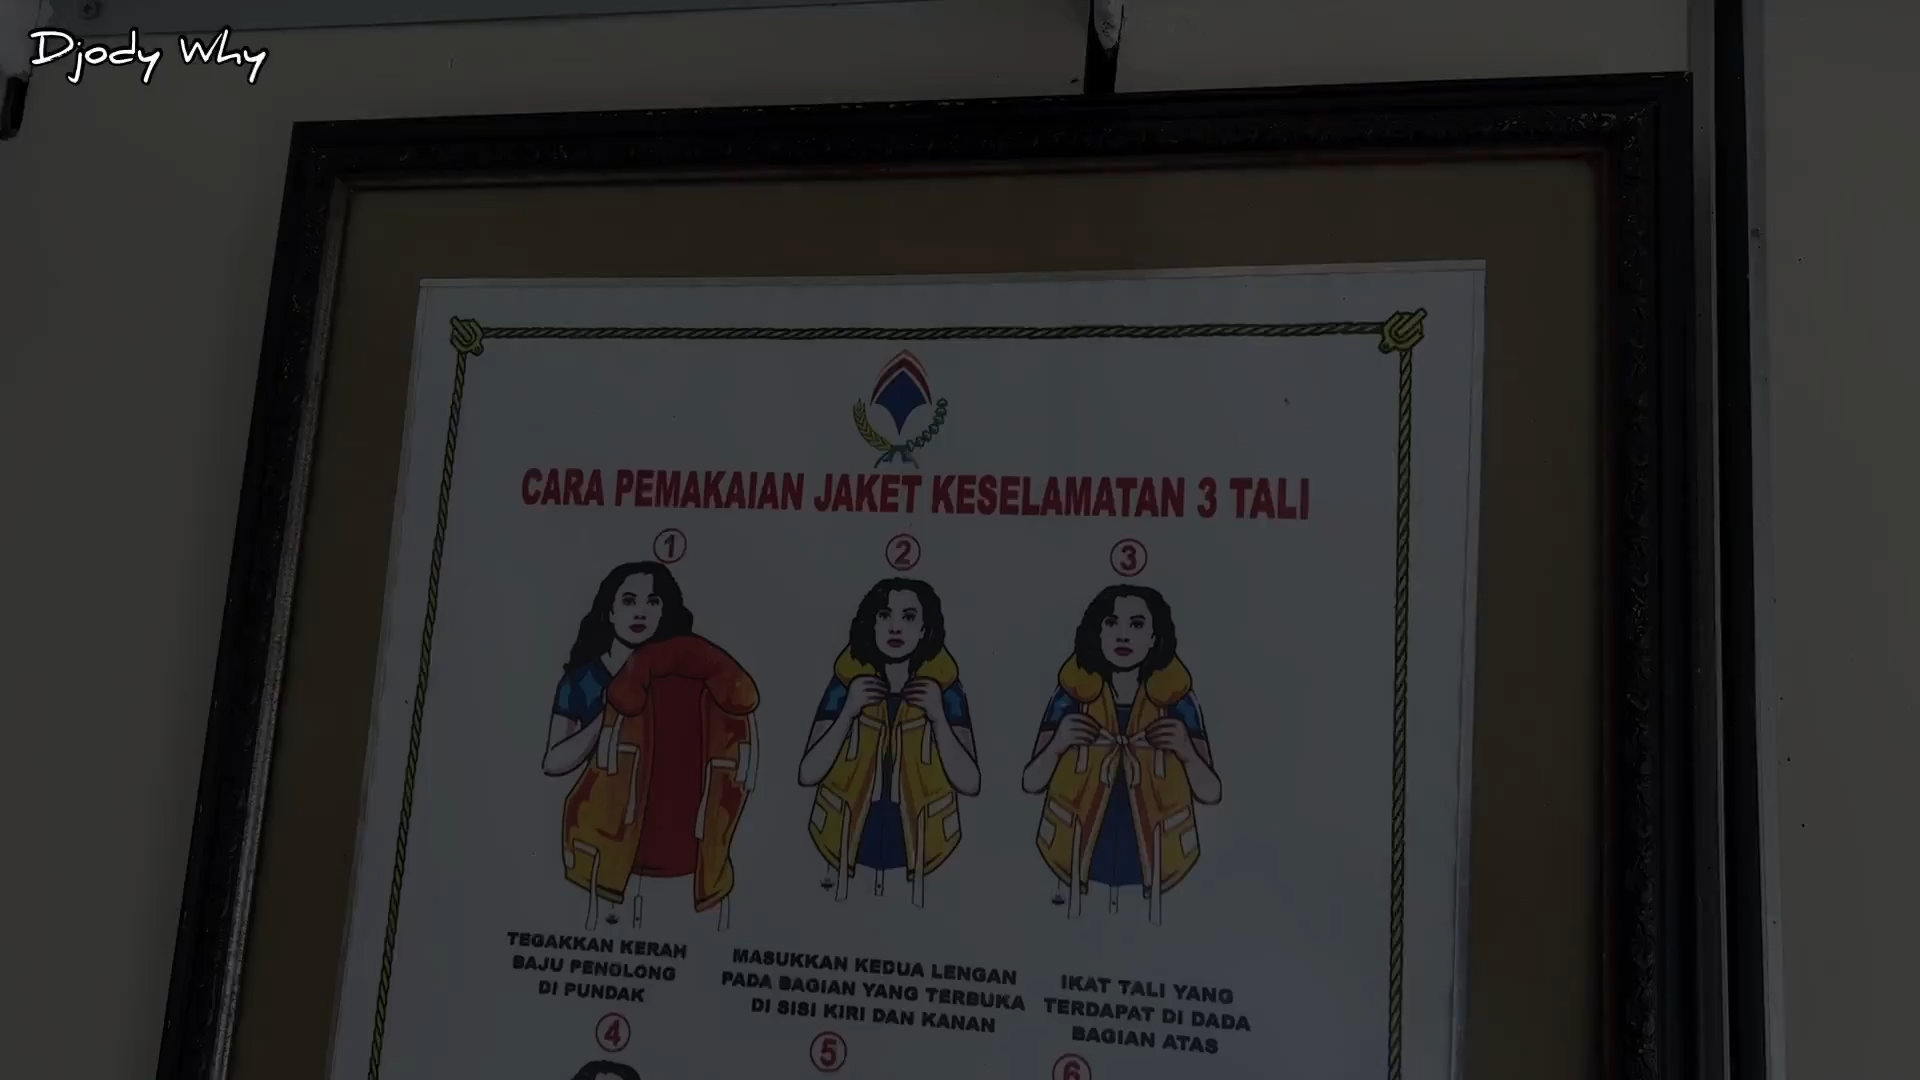 Djody Why
CARA PEMAKAIAN JAKET KESELAMATAN 3 TALI
1
2
3
TEGAKKAN KERAH
BAJU PENOLONG
DI PUNDAK
MASUKKAN KEDUA LENGAN
PADA BAGIAN YANG TERBUKA
DI SISI KIRI DAN KANAN
IKAT TALI YANG
TERDAPAT DI DADA
BAGIAN ATAS
4
5
6